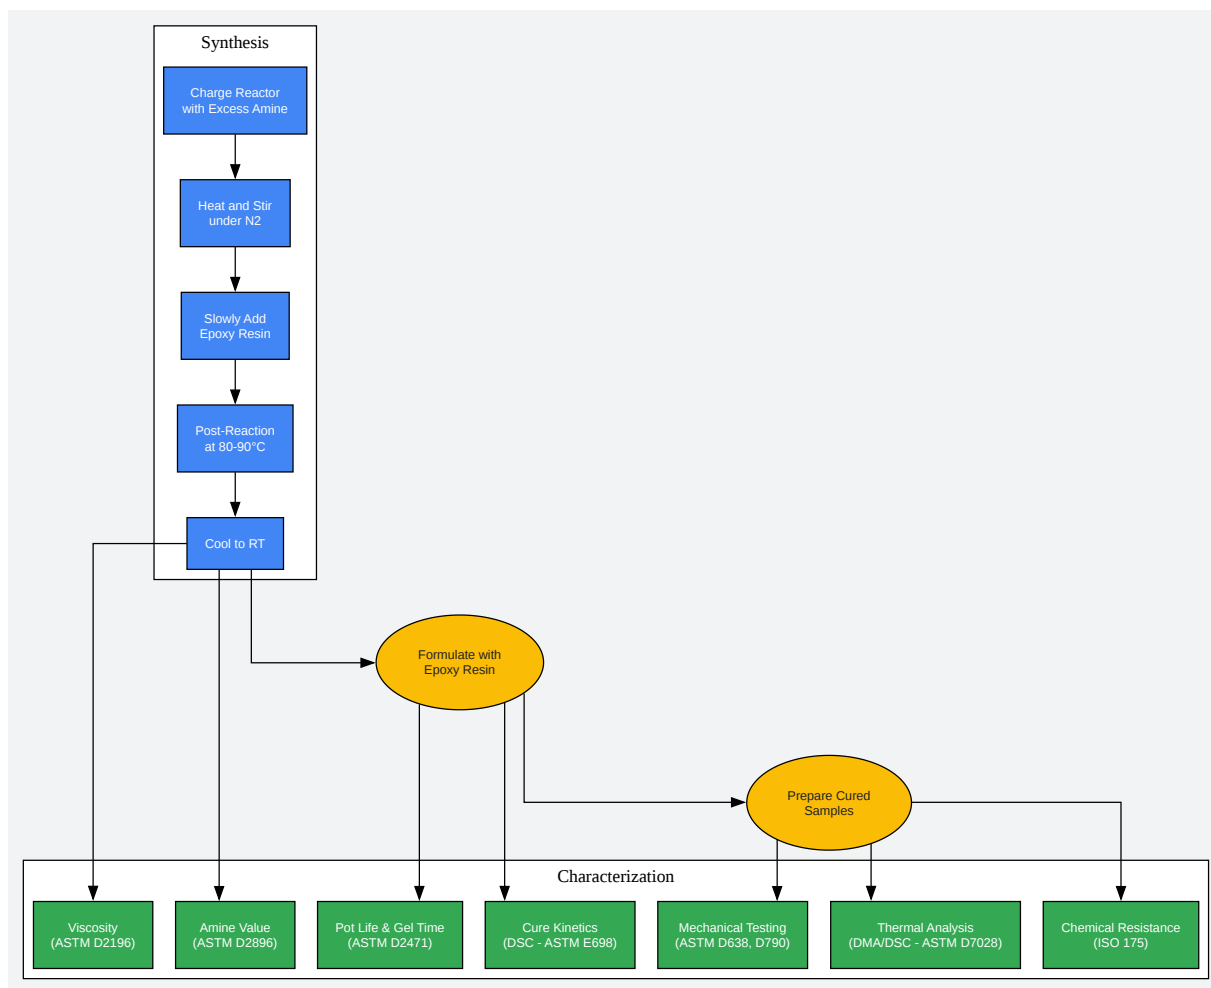 Synthesis
Charge Reactor
with Excess Amine
Heat and Stir
under N2
Slowly Add
Epoxy Resin
Post-Reaction
at 80-90°C
Cool to RT
Formulate with
Epoxy Resin
Prepare Cured
Samples
Characterization
Viscosity
(ASTM D2196)
Amine Value
(ASTM D2896)
Pot Life & Gel Time
(ASTM D2471)
Cure Kinetics
(DSC - ASTM E698)
Mechanical Testing
(ASTM D638, D790)
Thermal Analysis
(DMA/DSC - ASTM D7028)
Chemical Resistance
(ISO 175)